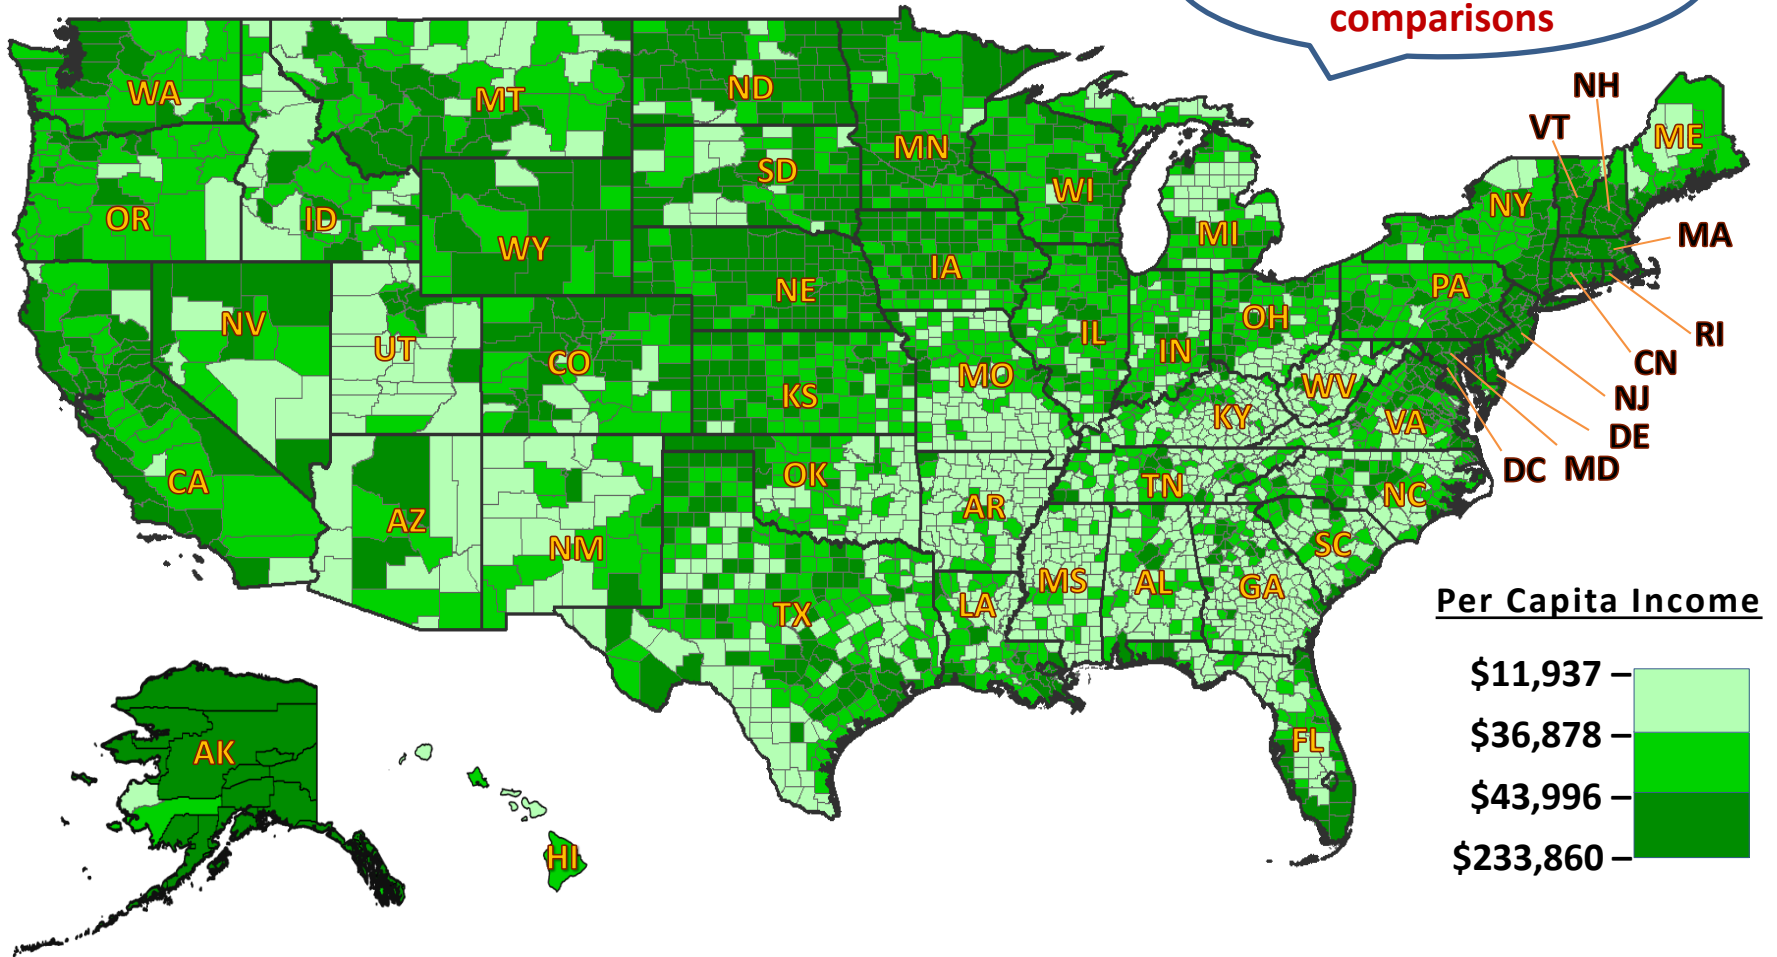 comparisons
NH
VT
WA
MT
ND
MN
ME
SD
WI
NY
OR
ID
WY
MI
MA
IA
NE
PA
NV
UT
CO
IL
IN
OH
RI
CN
MO
KS
WV
KY
VA
NJ
DE
DC
MD
CA
OK
TN
NC
AZ
AR
NM
SC
MS
AL
GA
LA
TX
Per Capita Income
$11,937
$36,878
$43,996
$233,860
AK
FL
HI